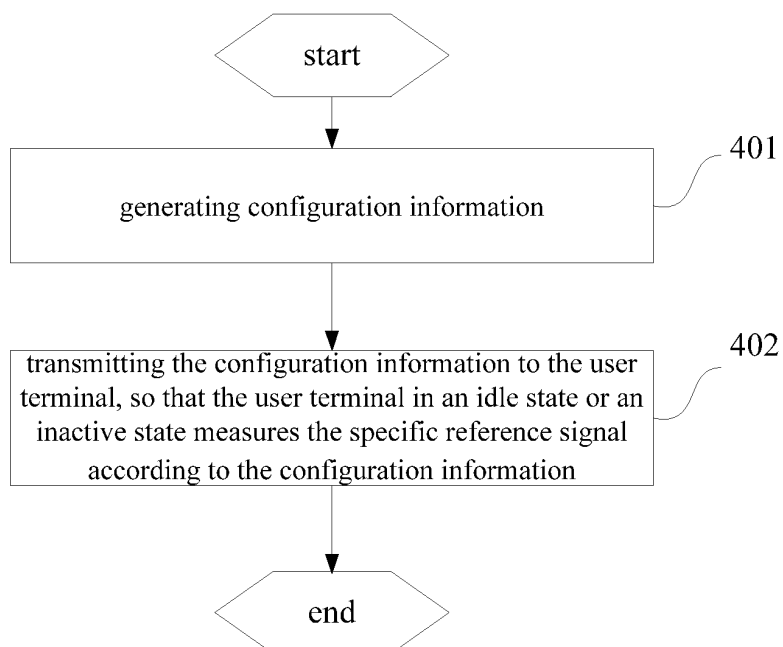 start
401
generating configuration information
402
transmitting the configuration information to the user
terminal, so that the user terminal in an idle state or an
inactive state measures the specific reference signal
according to the configuration information
end